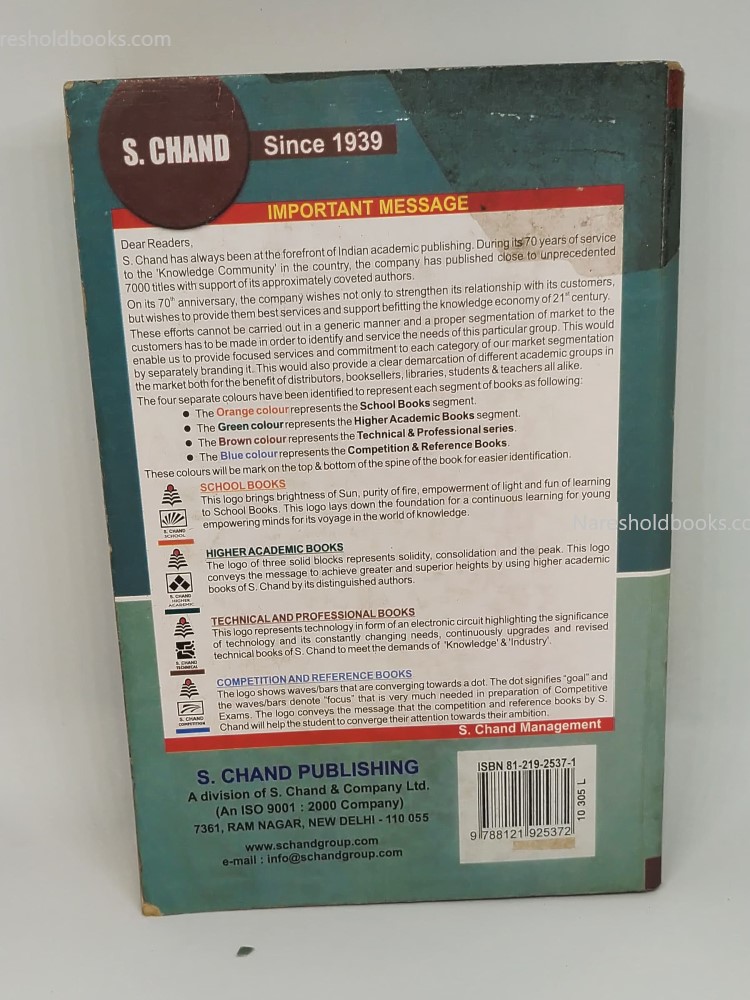 resholdbooks.com
S. CHAND
Since 1939
IMPORTANT MESSAGE
Dear Readers,
S. Chand has always been at the forefront of Indian academic publishing. During its 70 years of service
to the 'Knowledge Community' in the country, the company has published close to unprecedented
7000 titles with support of its approximately coveted authors.
On its 70th anniversary, the company wishes not only to strengthen its relationship with its customers,
but wishes to provide them best services and support befitting the knowledge economy of 21st century.
These efforts cannot be carried out in a generic manner and a proper segmentation of market to the
customers has to be made in order to identify and service the needs of this particular group. This would
enable us to provide focused services and commitment to each category of our market segmentation
by separately branding it. This would also provide a clear demarcation of different academic groups in
the market both for the benefit of distributors, booksellers, libraries, students & teachers all alike.
The four separate colours have been identified to represent each segment of books as following:
● The Orange colour represents the School Books segment.
● The Green colour represents the Higher Academic Books segment.
● The Brown colour represents the Technical & Professional series.
● The Blue colour represents the Competition & Reference Books.
These colours will be mark on the top & bottom of the spine of the book for easier identification.
SCHOOL BOOKS
This logo brings brightness of Sun, purity of fire, empowerment of light and fun of learning
to School Books. This logo lays down the foundation for a continuous learning for young
empowering minds for its voyage in the world of knowledge.
S. CHAND
SCHOOL
Naresholdbooks.co
HIGHER ACADEMIC BOOKS
The logo of three solid blocks represents solidity, consolidation and the peak. This logo
conveys the message to achieve greater and superior heights by using higher academic
books of S. Chand by its distinguished authors.
S. CHAND
HIGHER
ACADEMIC
TECHNICAL AND PROFESSIONAL BOOKS
This logo represents technology in form of an electronic circuit highlighting the significance
of technology and its constantly changing needs, continuously upgrades and revised
technical books of S. Chand to meet the demands of 'Knowledge' & 'Industry'.
S. CHAND
TECHNICAL
COMPETITION AND REFERENCE BOOKS
The logo shows waves/bars that are converging towards a dot. The dot signifies "goal" and
the waves/bars denote "focus" that is very much needed in preparation of Competitive
Exams. The logo conveys the message that the competition and reference books by S.
Chand will help the student to converge their attention towards their ambition.
S. CHAND
COMPETITION
S. Chand Management
S. CHAND PUBLISHING
A division of S. Chand & Company Ltd.
(An ISO 9001 : 2000 Company)
7361, RAM NAGAR, NEW DELHI - 110 055
www.schandgroup.com
e-mail : info@schandgroup.com
ISBN 81-219-2537-1
9 788121 925372
10 305 L